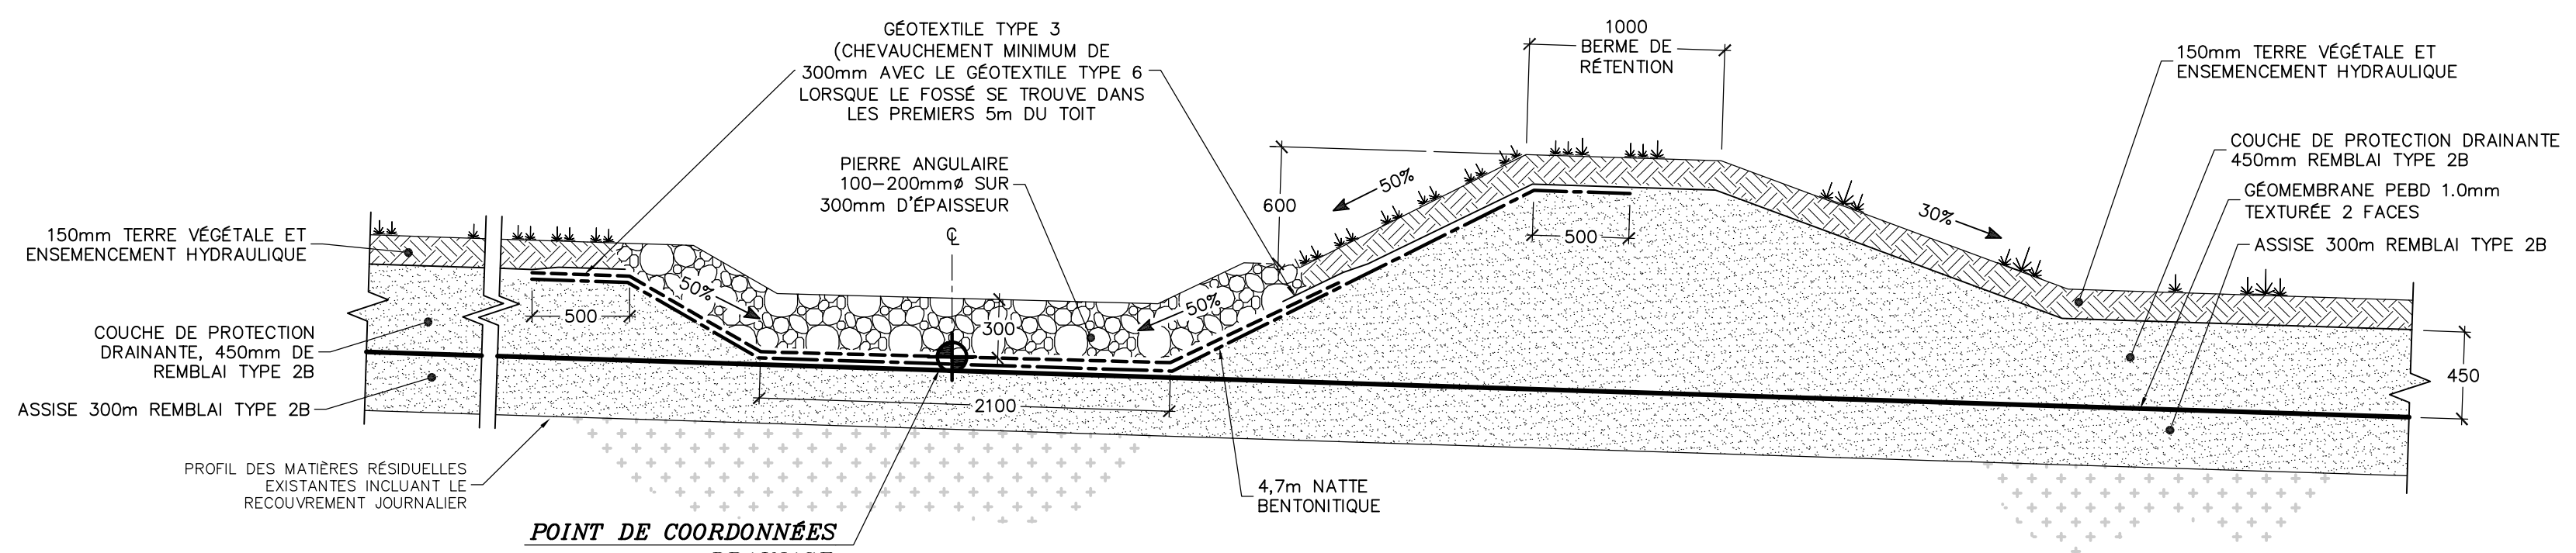 GÉOTEXTILE TYPE 3
(CHEVAUCHEMENT MINIMUM DE
300mm AVEC LE GÉOTEXTILE TYPE 6
LORSQUE LE FOSSÉ SE TROUVE DANS
LES PREMIERS 5m DU TOIT
1000
BERME DE
RÉTENTION
150mm TERRE VÉGÉTALE ET
ENSEMENCEMENT HYDRAULIQUE
COUCHE DE PROTECTION DRAINANTE
450mm REMBLAI TYPE 2B
GÉOMEMBRANE PEBD 1.0mm
TEXTURÉE 2 FACES
ASSISE 300m REMBLAI TYPE 2B
PIERRE ANGULAIRE
100-200mmø SUR
300mm D'ÉPAISSEUR
℄
600
50%
500
30%
150mm TERRE VÉGÉTALE ET
ENSEMENCEMENT HYDRAULIQUE
50%
50%
500
300
COUCHE DE PROTECTION
DRAINANTE, 450mm DE
REMBLAI TYPE 2B
ASSISE 300m REMBLAI TYPE 2B
2100
450
PROFIL DES MATIÈRES RÉSIDUELLES
EXISTANTES INCLUANT LE
RECOUVREMENT JOURNALIER
4,7m NATTE
BENTONITIQUE
POINT DE COORDONNÉES